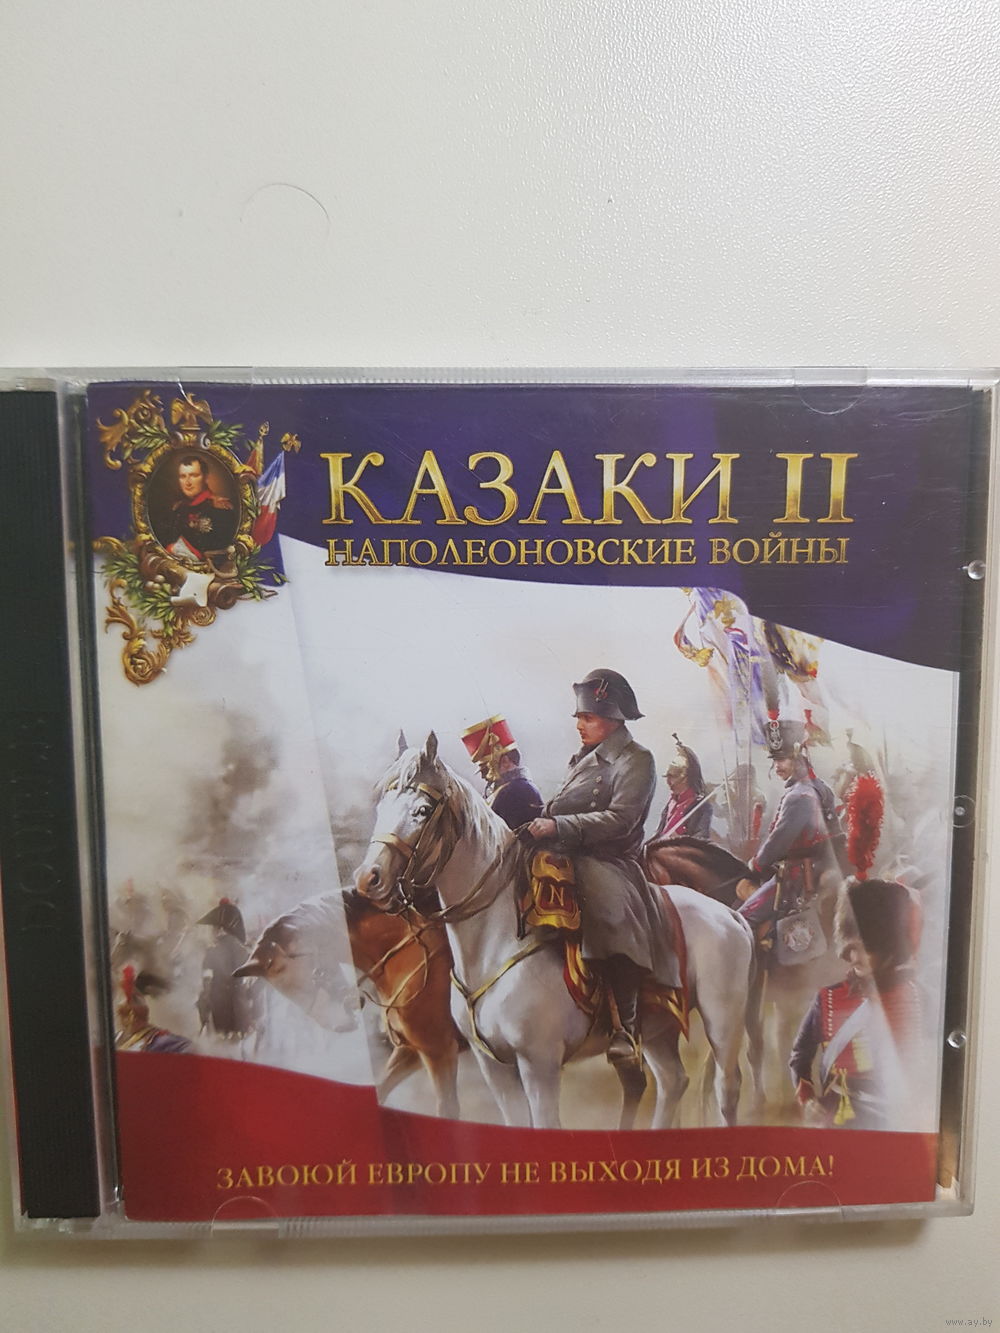 КАЗАКИ II
НАПОЛЕОНОВСКИЕ ВОЙНЫ
N
ЗАВОЮЙ ЕВРОПУ НЕ ВЫХОДЯ ИЗ ДОМА!
www.ay.by